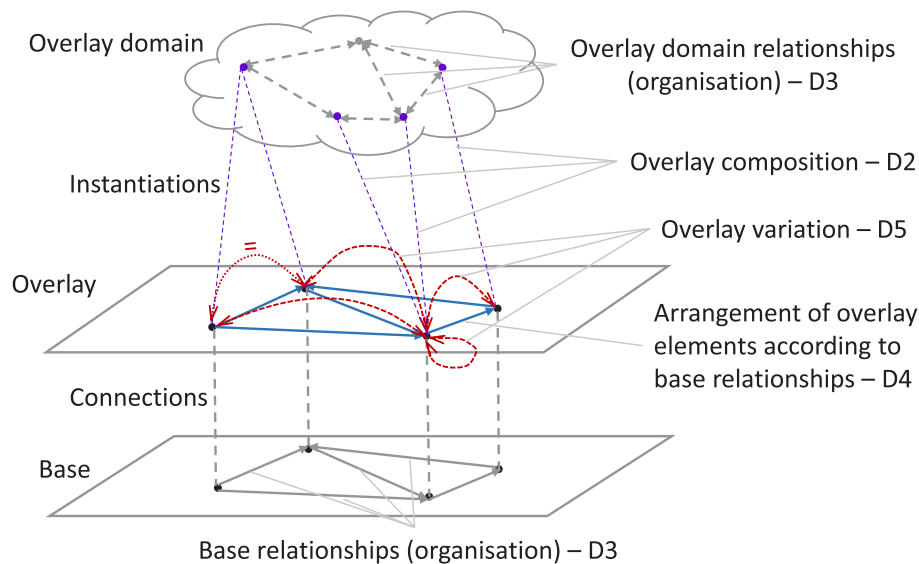 Overlay domain
Overlay domain relationships
(organisation) – D3
Overlay composition – D2
Instantiations
Overlay variation – D5
=
Overlay
Arrangement of overlay
elements according to
base relationships – D4
Connections
Base
Base relationships (organisation) – D3